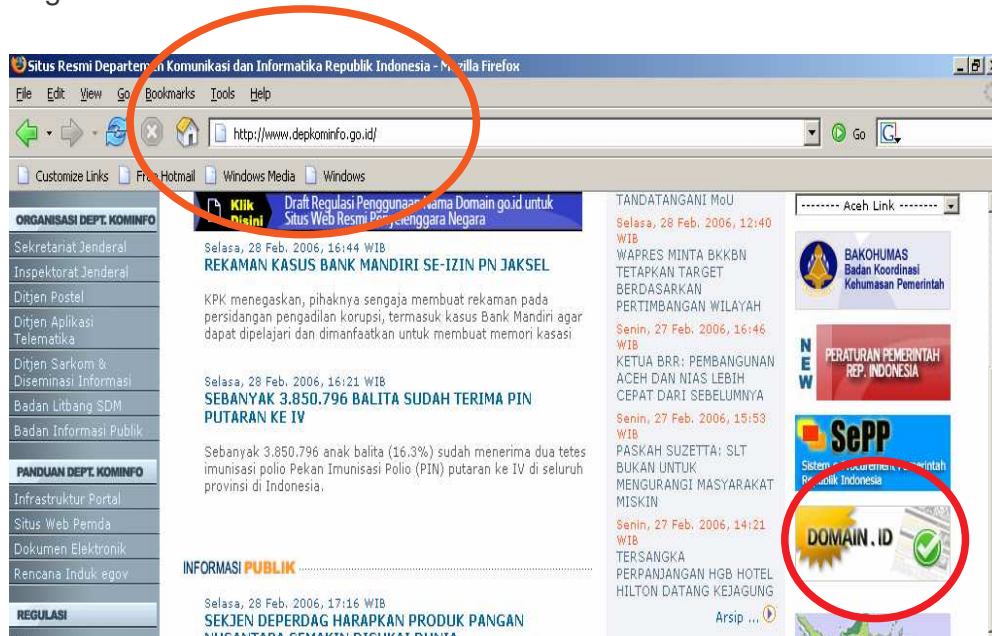 Situs Resmi Departemen Komunikasi dan Informatika Republik Indonesia - Mozilla Firefox
File Edit View Go Bookmarks Tools Help
http://www.depkominfo.go.id/
Go
Customize Links Free Hotmail Windows Media Windows
ORGANISASI DEPT. KOMINFO
Sekretariat Jenderal
Inspektorat Jenderal
Ditjen Postel
Ditjen Aplikasi
Telematika
Ditjen Sarkom &
Diseminasi Informasi
Badan Litbang SDM
Badan Informasi Publik
PANDUAN DEPT. KOMINFO
Infrastruktur Portal
Situs Web Pemda
Dokumen Elektronik
Rencana Induk egov
REGULASI
Klik
Disini
Draft Regulasi Penggunaan Nama Domain go.id untuk
Situs Web Resmi Penyelenggara Negara
Selasa, 28 Feb. 2006, 16:44 WIB
REKAMAN KASUS BANK MANDIRI SE-IZIN PN JAKSEL
KPK menegaskan, pihaknya sengaja membuat rekaman pada
persidangan pengadilan korupsi, termasuk kasus Bank Mandiri agar
dapat dipelajari dan dimanfaatkan untuk membuat memori kasasi
Selasa, 28 Feb. 2006, 16:21 WIB
SEBANYAK 3.850.796 BALITA SUDAH TERIMA PIN
PUTARAN KE IV
Sebanyak 3.850.796 anak balita (16.3%) sudah menerima dua tetes
imunisasi polio Pekan Imunisasi Polio (PIN) putaran ke IV di seluruh
provinsi di Indonesia.
INFORMASI PUBLIK
Selasa, 28 Feb. 2006, 17:16 WIB
SEKJEN DEPERDAG HARAPKAN PRODUK PANGAN
NUSANTARA SEMAKIN DISUKAI DUNIA
TANDATANGANI MoU
Selasa, 28 Feb. 2006, 12:40
WIB
WAPRES MINTA BKKBN
TETAPKAN TARGET
BERDASARKAN
PERTIMBANGAN WILAYAH
Senin, 27 Feb. 2006, 16:46
WIB
KETUA BRR: PEMBANGUNAN
ACEH DAN NIAS LEBIH
CEPAT DARI SEBELUMNYA
Senin, 27 Feb. 2006, 15:53
WIB
PASKAH SUZETTA: SLT
BUKAN UNTUK
MENGURANGI MASYARAKAT
MISKIN
Senin, 27 Feb. 2006, 14:21
WIB
TERSANGKA
PERPANJANGAN HGB HOTEL
HILTON DATANG KEJAGUNG
Arsip ...
-------- Aceh Link --------
BAKOHUMAS
Badan Koordinasi
Kehumasan Pemerintah
NEW
PERATURAN PEMERINTAH
REP. INDONESIA
SePP
Sistem e-Procurement Pemerintah
Republik Indonesia
DOMAIN . ID